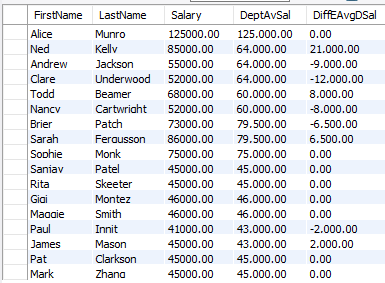 FirstName LastName Salary DeptAvSal DiffEAvgDSal
Alice Munro 125000.00 125.000.00 0.00
Ned Kelly 85000.00 64.000.00 21.000.00
Andrew Jackson 55000.00 64.000.00 -9.000.00
Clare Underwood 52000.00 64.000.00 -12.000.00
Todd Beamer 68000.00 60.000.00 8.000.00
Nancy Cartwright 52000.00 60.000.00 -8.000.00
Brier Patch 73000.00 79.500.00 -6.500.00
Sarah Fergusson 86000.00 79.500.00 6.500.00
Sophie Monk 75000.00 75.000.00 0.00
Sanjay Patel 45000.00 45.000.00 0.00
Rita Skeeter 45000.00 45.000.00 0.00
Gigi Montez 46000.00 46.000.00 0.00
Maggie Smith 46000.00 46.000.00 0.00
Paul Innit 41000.00 43.000.00 -2.000.00
James Mason 45000.00 43.000.00 2.000.00
Pat Clarkson 45000.00 45.000.00 0.00
Mark Zhang 45000.00 45.000.00 0.00